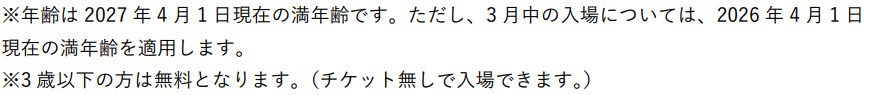 ※年齢は 2027 年 4 月 1 日現在の満年齢です。ただし、3 月中の入場については、2026 年 4 月 1 日
現在の満年齢を適用します。
※3 歳以下の方は無料となります。（チケット無しで入場できます。）